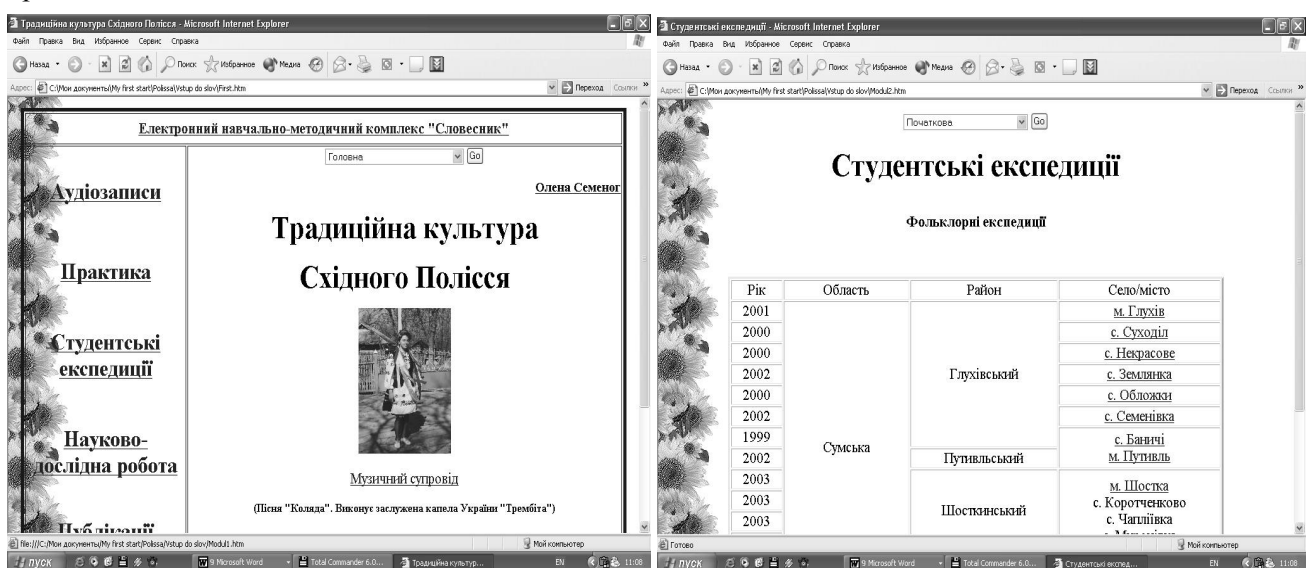 Традиційна культура Східного Полісся - Microsoft Internet Explorer
Файл Правка Вид Избранное Сервис Справка
Назад Поиск Избранное Медиа
Адрес: C:\Мои документы\My first start\Polissa\Vstup do slov\First.htm Переход Ссылки »
Електронний навчально-методичний комплекс "Словесник"
Головна Go
Олена Семеног
Аудіозаписи
Практика
Студентські
експедиції
Науково-
дослідна робота
Публікації
Традиційна культура
Східного Полісся
Музичний супровід
(Пісня "Коляда". Виконує заслужена капела України "Трембіта")
file:///C:/Мои документы/My first start/Polissa/Vstup do slov/Modul1.htm Мой компьютер
пуск 9 Microsoft Word Total Commander 6.0... Традиційна культур... EN 11:08
Студентські експедиції - Microsoft Internet Explorer
Файл Правка Вид Избранное Сервис Справка
Назад Поиск Избранное Медиа
Адрес: C:\Мои документы\My first start\Polissa\Vstup do slov\Modul2.htm Переход Ссылки »
Початкова Go
Студентські експедиції
Фольклорні експедиції
Рік Область Район Село/місто
2001 м. Глухів
2000 с. Суходіл
2000 с. Некрасове
2002 Глухівський с. Землянка
2000 с. Обложки
2002 с. Семенівка
1999 с. Баничі
Сумська
2002 Путивльський м. Путивль
2003 м. Шостка
2003 Шосткинський с. Коротченково
2003 с. Чапліївка
Готово Мой компьютер
пуск 9 Microsoft Word Total Commander 6.0... Студентські експед... EN 11:08